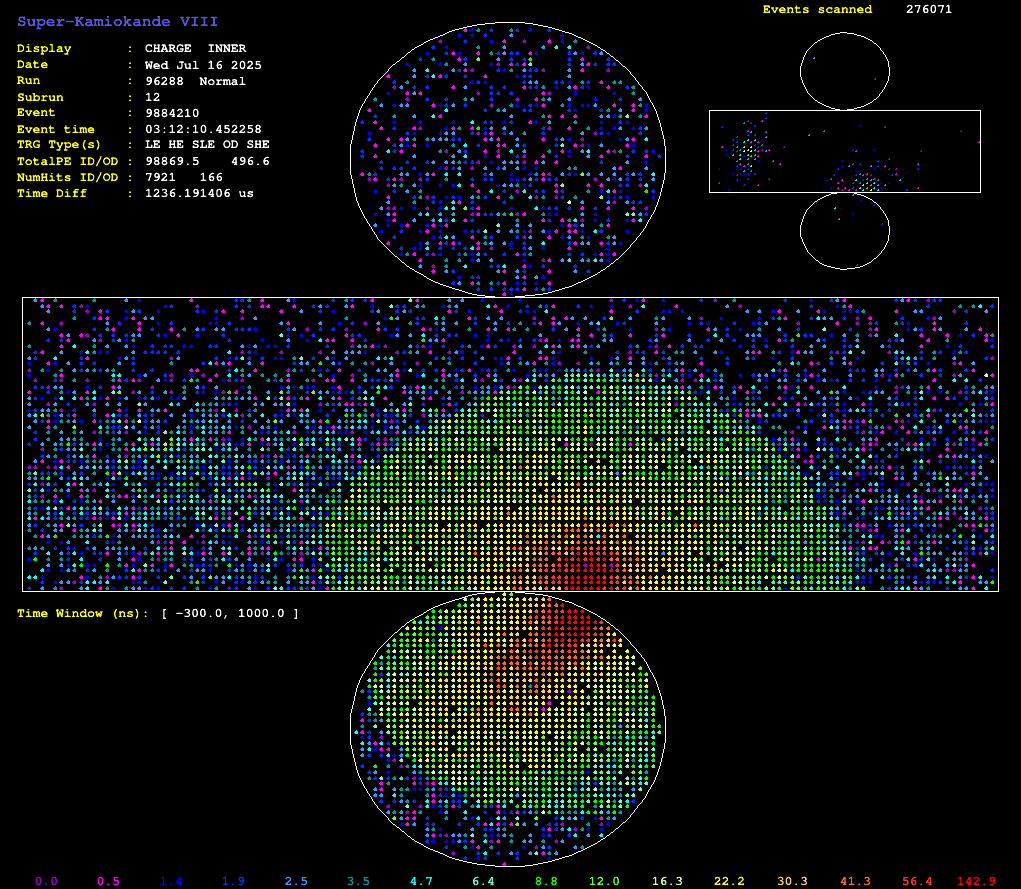 Super-Kamiokande VIII
Events scanned 276071
Display : CHARGE INNER
Date : Wed Jul 16 2025
Run : 96288 Normal
Subrun : 12
Event : 9884210
Event time : 03:12:10.452258
TRG Type(s) : LE HE SLE OD SHE
TotalPE ID/OD : 98869.5 496.6
NumHits ID/OD : 7921 166
Time Diff : 1236.191406 us
Time Window (ns): [ -300.0, 1000.0 ]
0.0 0.5 1.4 1.9 2.5 3.5 4.7 6.4 8.8 12.0 16.3 22.2 30.3 41.3 56.4 142.9